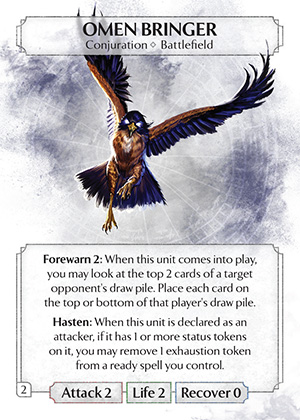 OMEN BRINGER
Conjuration ◇ Battlefield
Forewarn 2: When this unit comes into play,
you may look at the top 2 cards of a target
opponent's draw pile. Place each card on
the top or bottom of that player's draw pile.
Hasten: When this unit is declared as an
attacker, if it has 1 or more status tokens
on it, you may remove 1 exhaustion token
from a ready spell you control.
2
Attack 2
Life 2
Recover 0